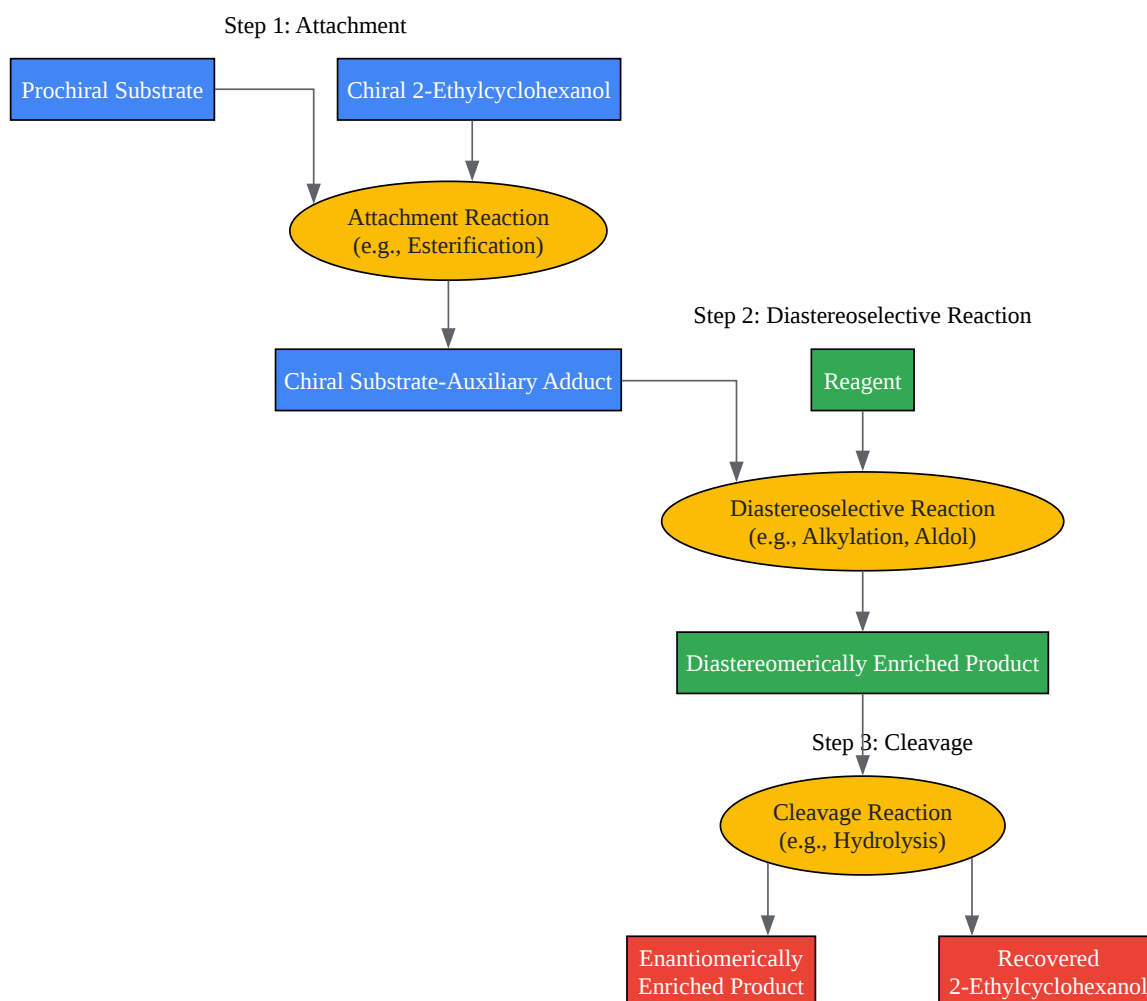 Step 1: Attachment
Prochiral Substrate
Chiral 2-Ethylcyclohexanol
Attachment Reaction
(e.g., Esterification)
Step 2: Diastereoselective Reaction
Chiral Substrate-Auxiliary Adduct
Reagent
Diastereoselective Reaction
(e.g., Alkylation, Aldol)
Diastereomerically Enriched Product
Step 3: Cleavage
Cleavage Reaction
(e.g., Hydrolysis)
Enantiomerically
Enriched Product
Recovered
2-Ethylcyclohexanol